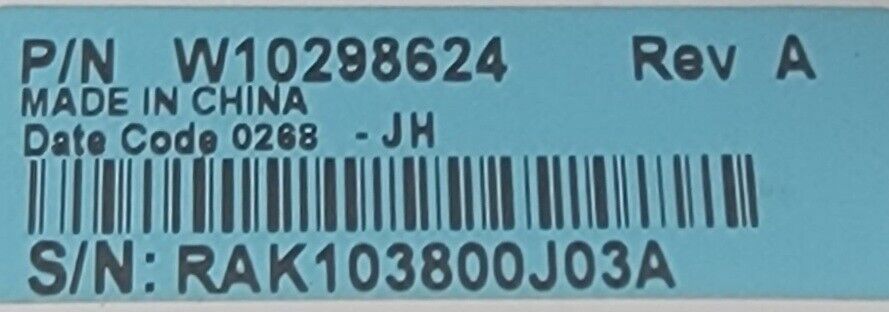 P/N W10298624 Rev A
MADE IN CHINA
Date Code 0268 -JH
S/N: RAK103800J03A